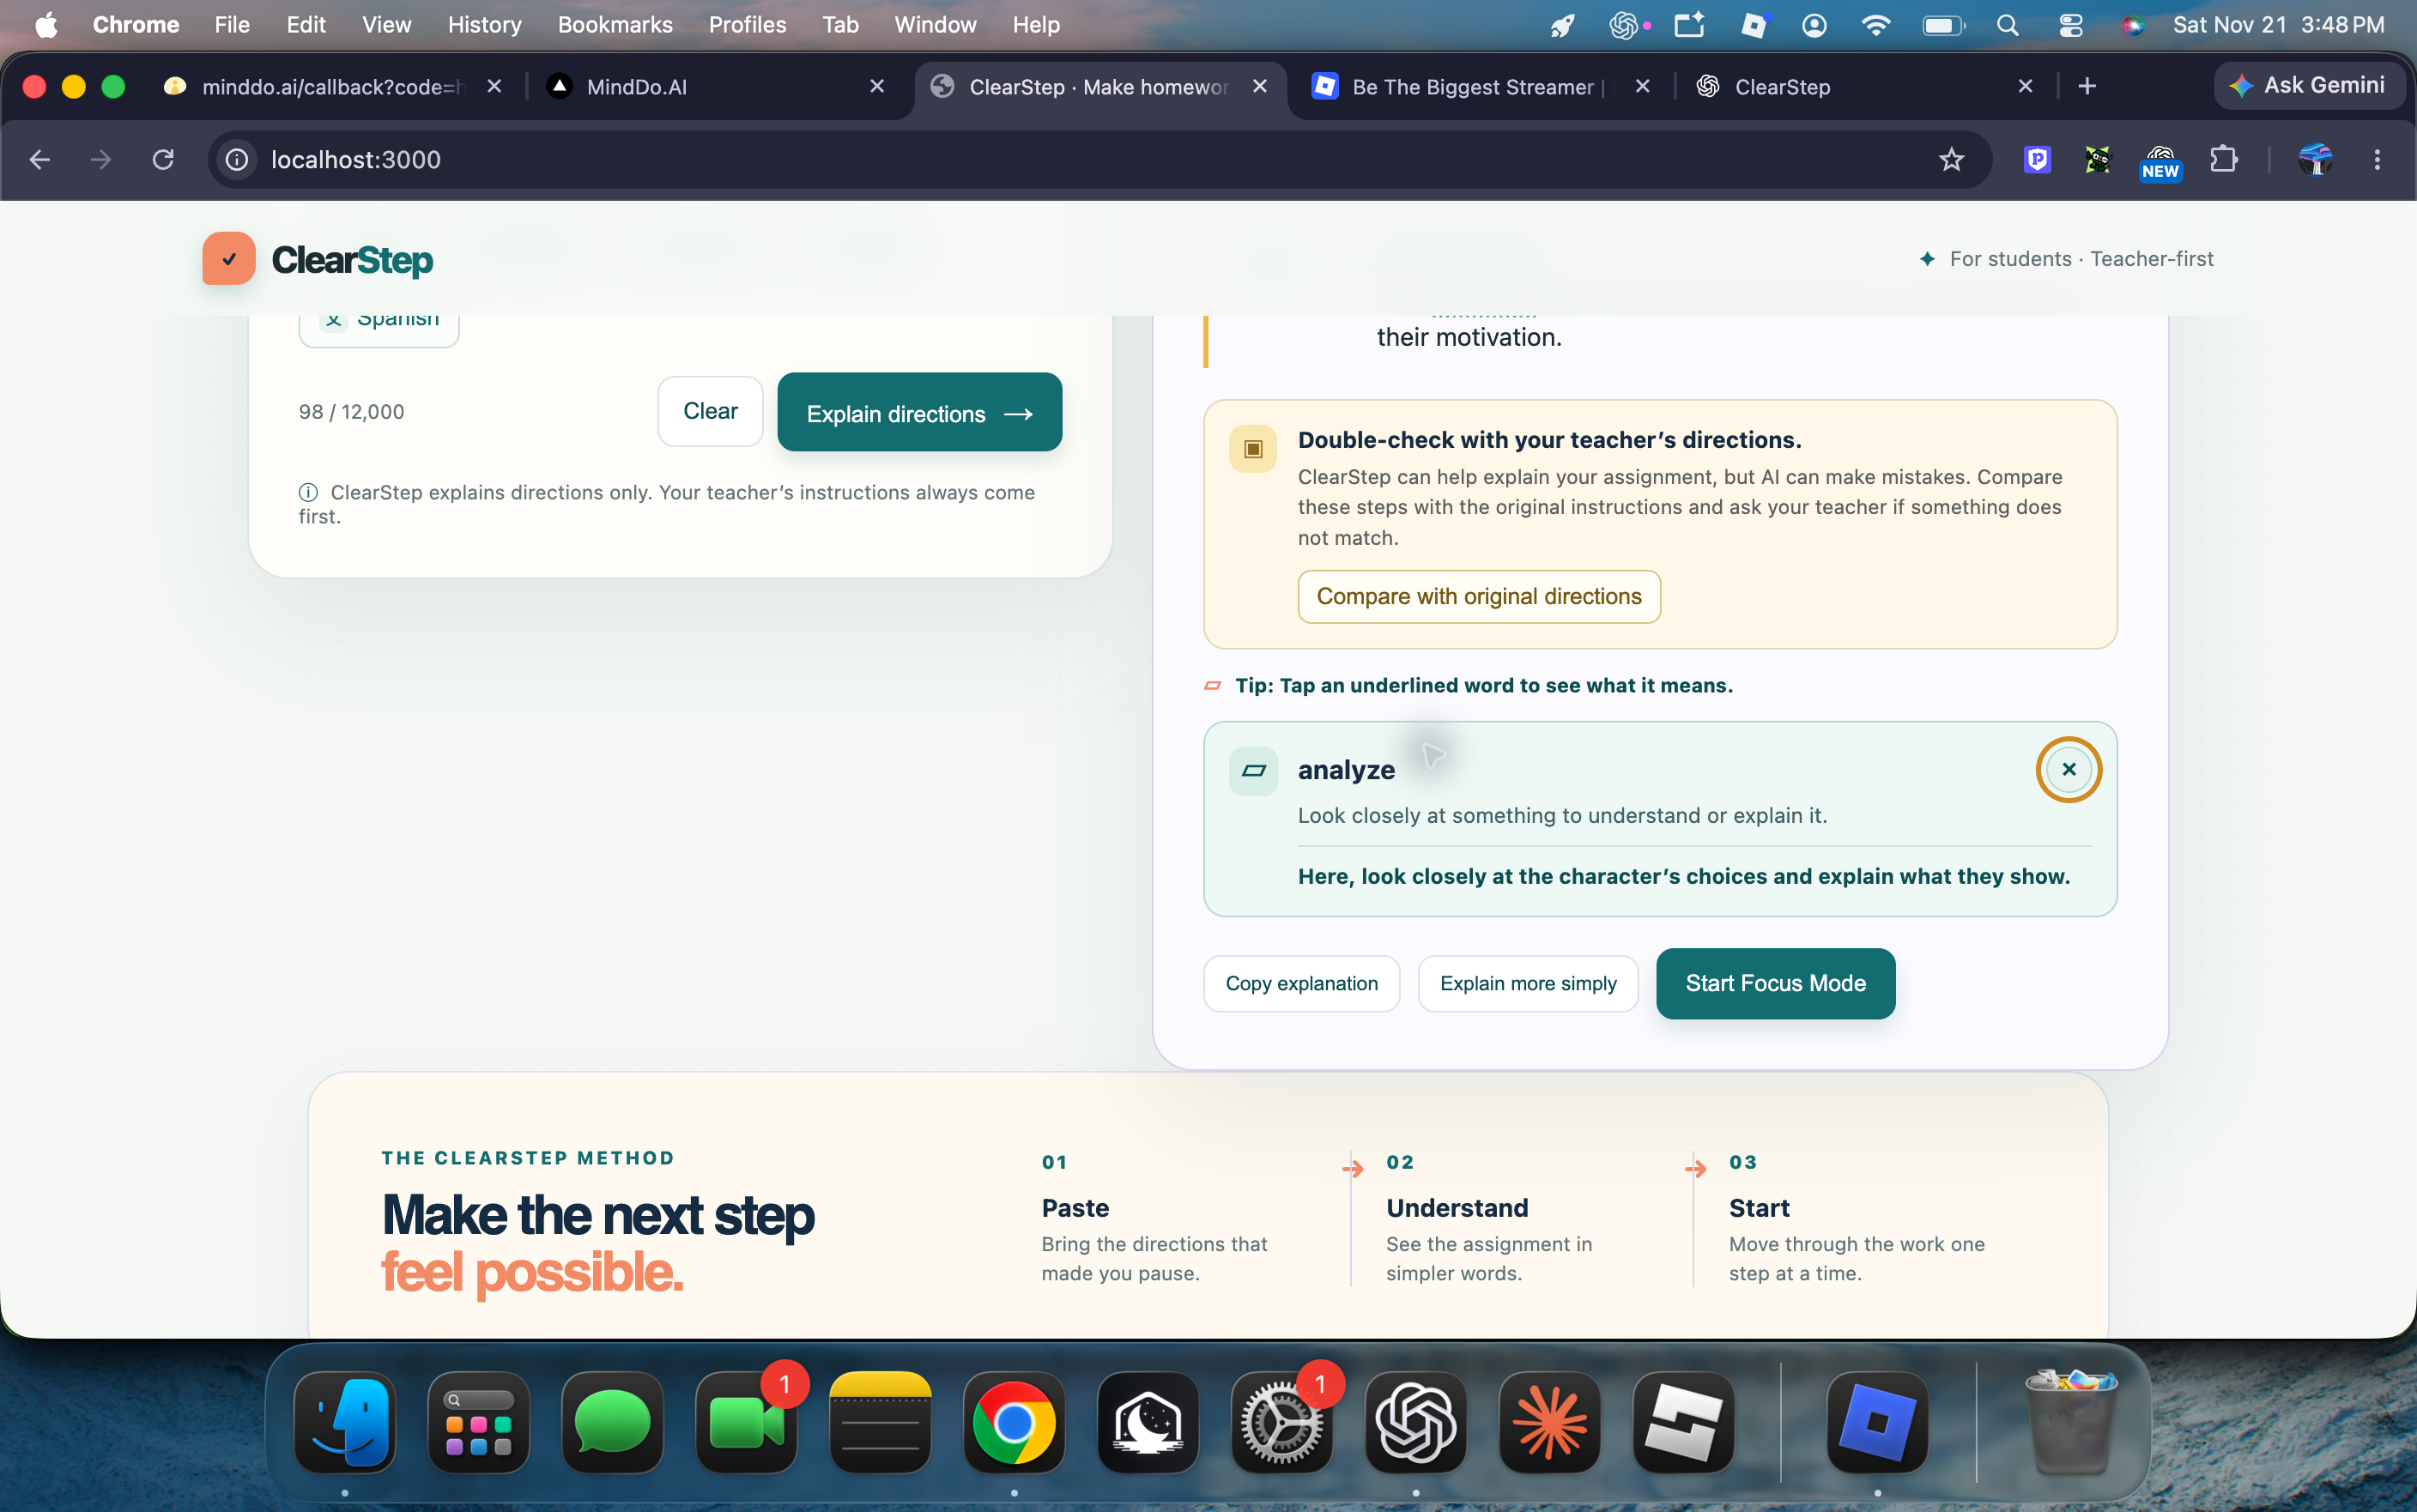 Chrome File Edit View History Bookmarks Profiles Tab Window Help Sat Nov 21 3:48 PM
minddo.ai/callback?code= MindDo.AI ClearStep · Make homewor Be The Biggest Streamer | ClearStep Ask Gemini
localhost:3000 NEW
ClearStep
For students · Teacher-first
Spanish
98 / 12,000
Clear
Explain directions →
ClearStep explains directions only. Your teacher's instructions always come
first.
their motivation.
Double-check with your teacher's directions.
ClearStep can help explain your assignment, but AI can make mistakes. Compare
these steps with the original instructions and ask your teacher if something does
not match.
Compare with original directions
Tip: Tap an underlined word to see what it means.
analyze
Look closely at something to understand or explain it.
Here, look closely at the character's choices and explain what they show.
Copy explanation
Explain more simply
Start Focus Mode
THE CLEARSTEP METHOD
Make the next step
feel possible.
01
Paste
Bring the directions that
made you pause.
02
Understand
See the assignment in
simpler words.
03
Start
Move through the work one
step at a time.
1
1